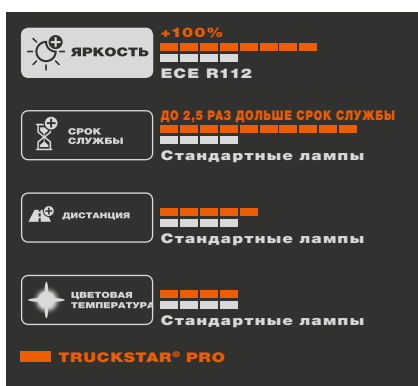 +100%
ЯРКОСТЬ
ECE R112
ДО 2,5 РАЗ ДОЛЬШЕ СРОК СЛУЖБЫ
СРОК
СЛУЖБЫ
Стандартные лампы
ДИСТАНЦИЯ
Стандартные лампы
ЦВЕТОВАЯ
ТЕМПЕРАТУРА
Стандартные лампы
TRUCKSTAR® PRO